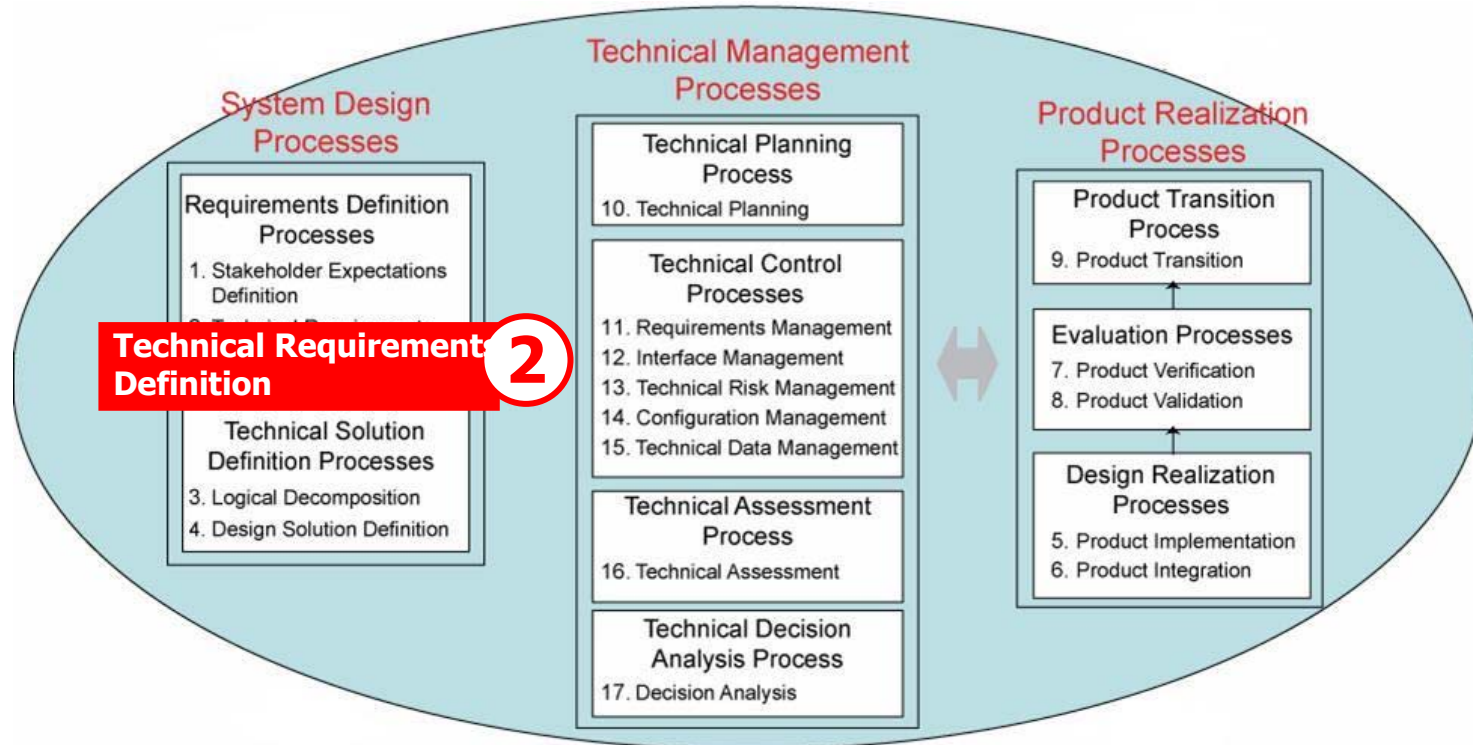 System Design
Processes
Requirements Definition
Processes
1. Stakeholder Expectations
Definition
Technical Requirements
Definition
2
Technical Solution
Definition Processes
3. Logical Decomposition
4. Design Solution Definition
Technical Management
Processes
Technical Planning
Process
10. Technical Planning
Technical Control
Processes
11. Requirements Management
12. Interface Management
13. Technical Risk Management
14. Configuration Management
15. Technical Data Management
Technical Assessment
Process
16. Technical Assessment
Technical Decision
Analysis Process
17. Decision Analysis
Product Realization
Processes
Product Transition
Process
9. Product Transition
Evaluation Processes
7. Product Verification
8. Product Validation
Design Realization
Processes
5. Product Implementation
6. Product Integration